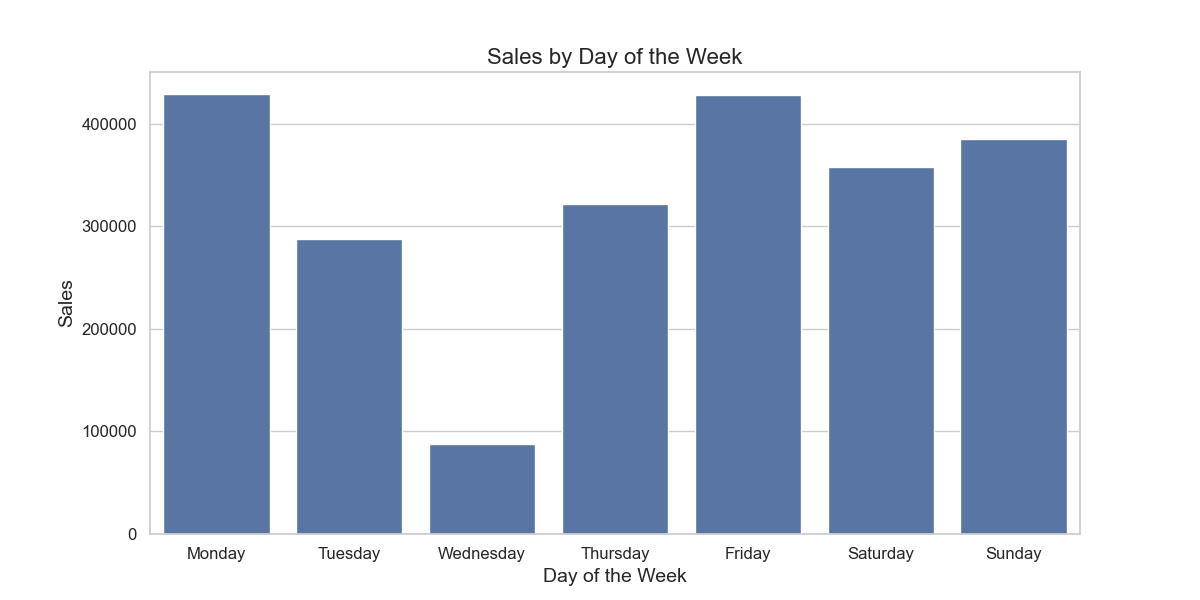 Sales by Day of the Week
Sales
400000
300000
200000
100000
0
Monday Tuesday Wednesday Thursday Friday Saturday Sunday
Day of the Week